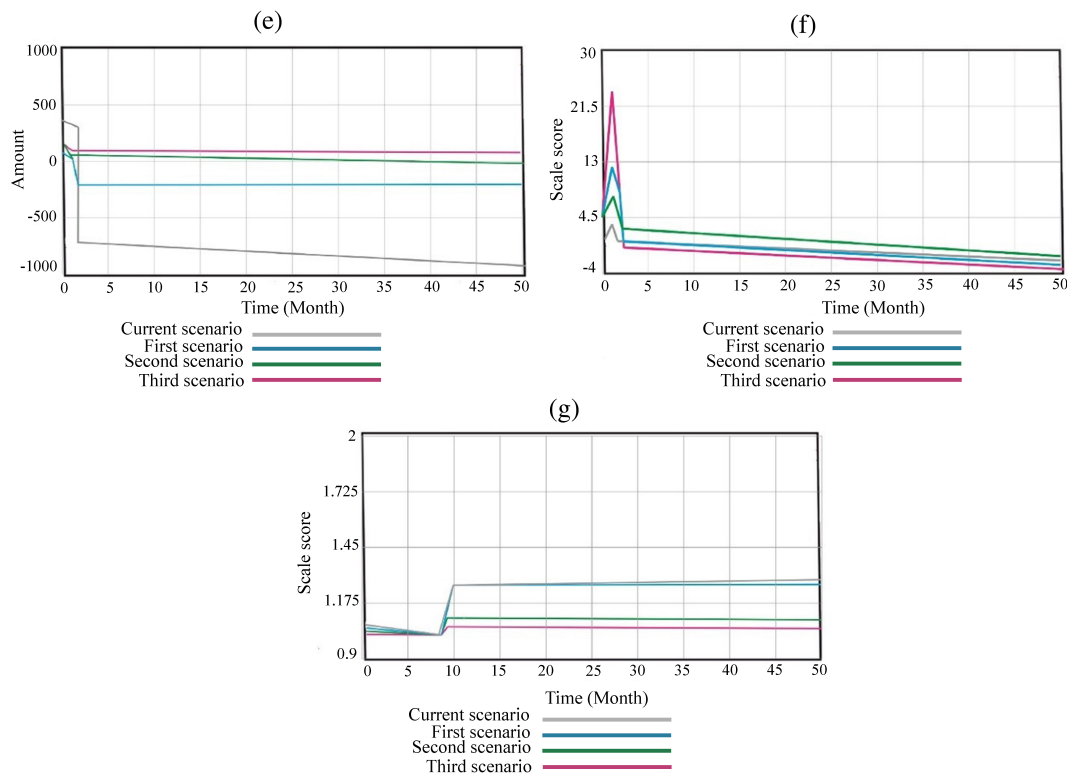 (e)
1000
500
0
-500
-1000
Amount
0 5 10 15 20 25 30 35 40 45 50
Time (Month)
Current scenario
First scenario
Second scenario
Third scenario
(f)
30
21.5
13
4.5
-4
Scale score
0 5 10 15 20 25 30 35 40 45 50
Time (Month)
Current scenario
First scenario
Second scenario
Third scenario
(g)
2
1.725
1.45
1.175
0.9
Scale score
0 5 10 15 20 25 30 35 40 45 50
Time (Month)
Current scenario
First scenario
Second scenario
Third scenario